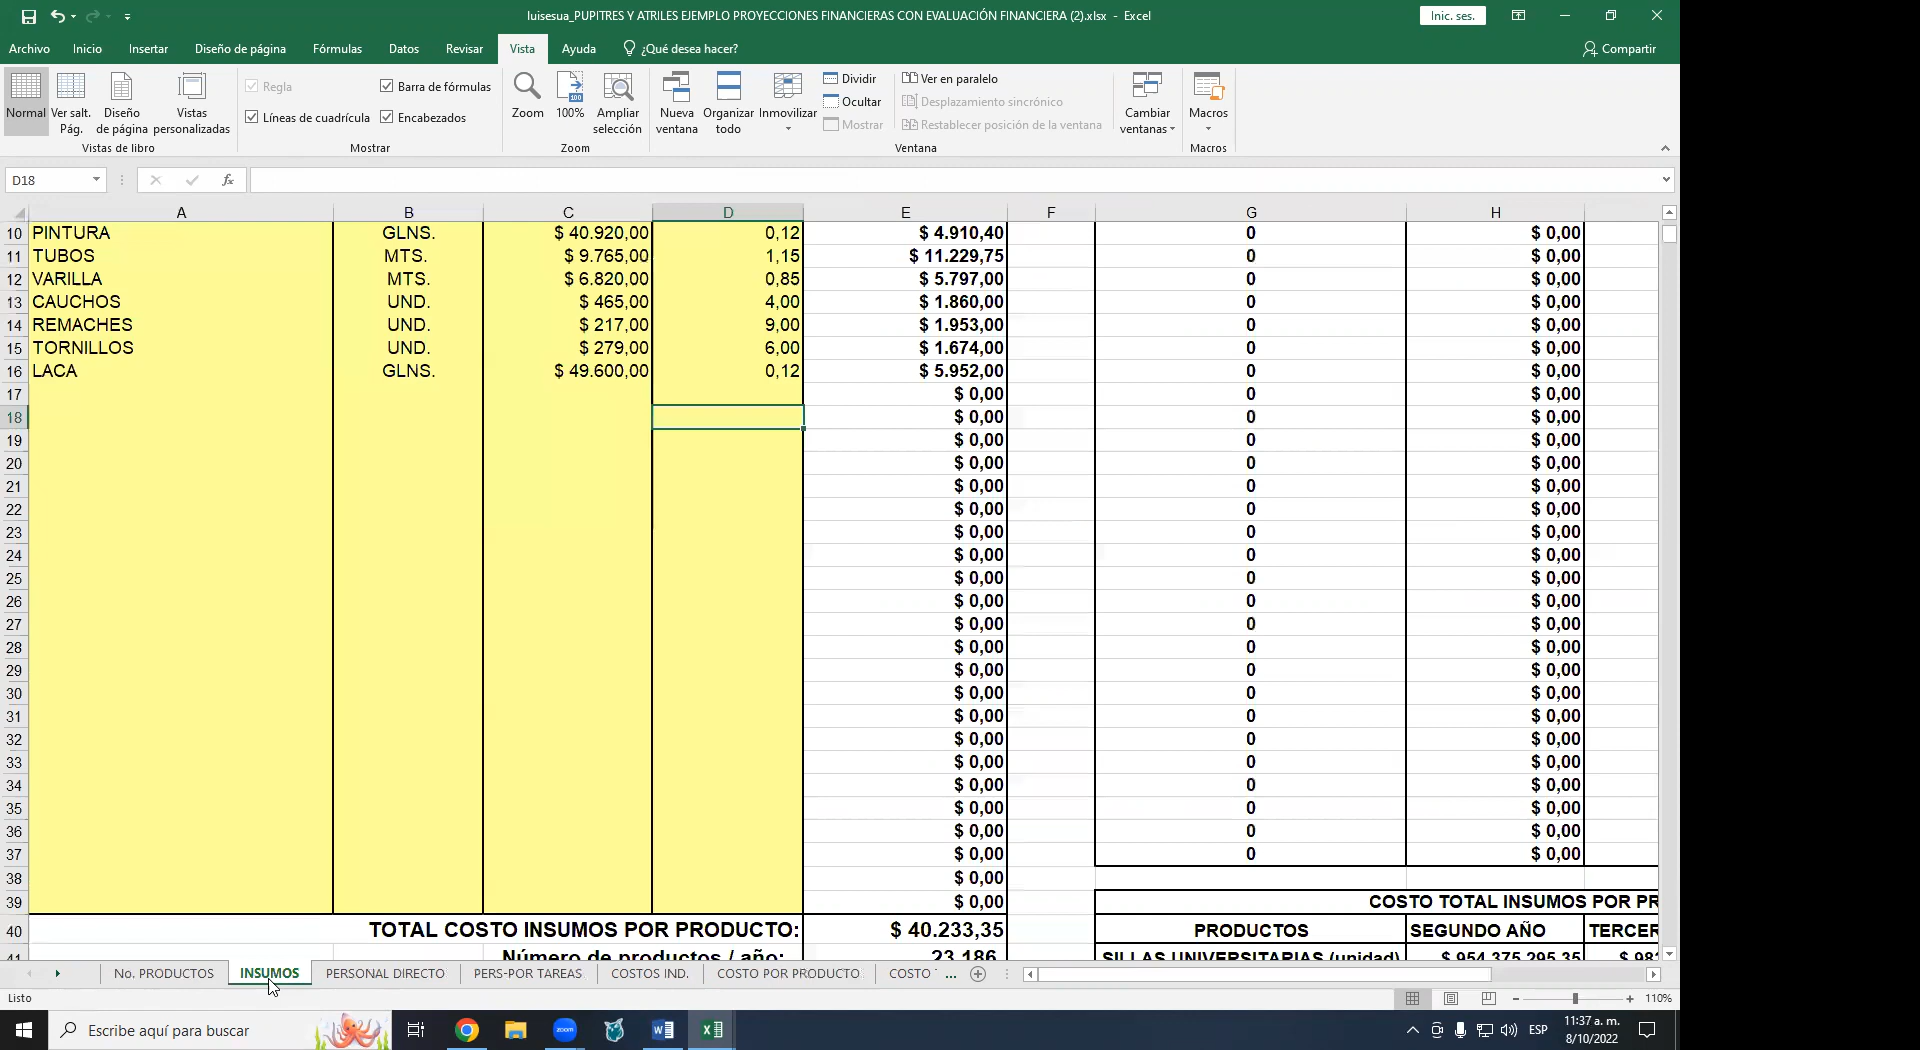 luisesua_PUPITRES Y ATRILES EJEMPLO PROYECCIONES FINANCIERAS CON EVALUACIÓN FINANCIERA (2).xlsx - Excel
Inic. ses.
Archivo Inicio Insertar Diseño de página Fórmulas Datos Revisar Vista Ayuda ¿Qué desea hacer? Compartir
Normal
Ver salt. Pág.
Diseño de página
Vistas personalizadas
Vistas de libro
Regla
Barra de fórmulas
Líneas de cuadrícula
Encabezados
Mostrar
Zoom
100%
100
Ampliar selección
Zoom
Nueva ventana
Organizar todo
Inmovilizar
Dividir
Ocultar
Mostrar
Ver en paralelo
Desplazamiento sincrónico
Restablecer posición de la ventana
Cambiar ventanas
Ventana
Macros
Macros
D18
fx
A B C D E F G H
10 PINTURA GLNS. $ 40.920,00 0,12 $ 4.910,40 0 $ 0,00
11 TUBOS MTS. $ 9.765,00 1,15 $ 11.229,75 0 $ 0,00
12 VARILLA MTS. $ 6.820,00 0,85 $ 5.797,00 0 $ 0,00
13 CAUCHOS UND. $ 465,00 4,00 $ 1.860,00 0 $ 0,00
14 REMACHES UND. $ 217,00 9,00 $ 1.953,00 0 $ 0,00
15 TORNILLOS UND. $ 279,00 6,00 $ 1.674,00 0 $ 0,00
16 LACA GLNS. $ 49.600,00 0,12 $ 5.952,00 0 $ 0,00
17 $ 0,00 0 $ 0,00
18 $ 0,00 0 $ 0,00
19 $ 0,00 0 $ 0,00
20 $ 0,00 0 $ 0,00
21 $ 0,00 0 $ 0,00
22 $ 0,00 0 $ 0,00
23 $ 0,00 0 $ 0,00
24 $ 0,00 0 $ 0,00
25 $ 0,00 0 $ 0,00
26 $ 0,00 0 $ 0,00
27 $ 0,00 0 $ 0,00
28 $ 0,00 0 $ 0,00
29 $ 0,00 0 $ 0,00
30 $ 0,00 0 $ 0,00
31 $ 0,00 0 $ 0,00
32 $ 0,00 0 $ 0,00
33 $ 0,00 0 $ 0,00
34 $ 0,00 0 $ 0,00
35 $ 0,00 0 $ 0,00
36 $ 0,00 0 $ 0,00
37 $ 0,00 0 $ 0,00
38 $ 0,00
39 $ 0,00 COSTO TOTAL INSUMOS POR PR
40 TOTAL COSTO INSUMOS POR PRODUCTO: $ 40.233,35 PRODUCTOS SEGUNDO AÑO TERCER
41 Número de productos / año: 23.186 SILLAS UNIVERSITARIAS (unidad) $ 954.375.295,35 $ 98
No. PRODUCTOS INSUMOS PERSONAL DIRECTO PERS-POR TAREAS COSTOS IND. COSTO POR PRODUCTO COSTO ...
Listo 110%
Escribe aquí para buscar
zoom
ESP
11:37 a. m.
8/10/2022